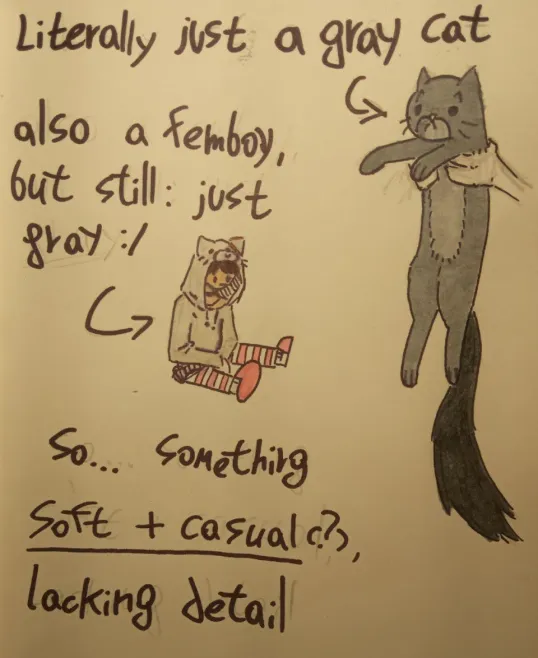 Literally just a gray cat
also a femboy,
but still: just
gray :/
So... something
soft + casual (?),
lacking detail